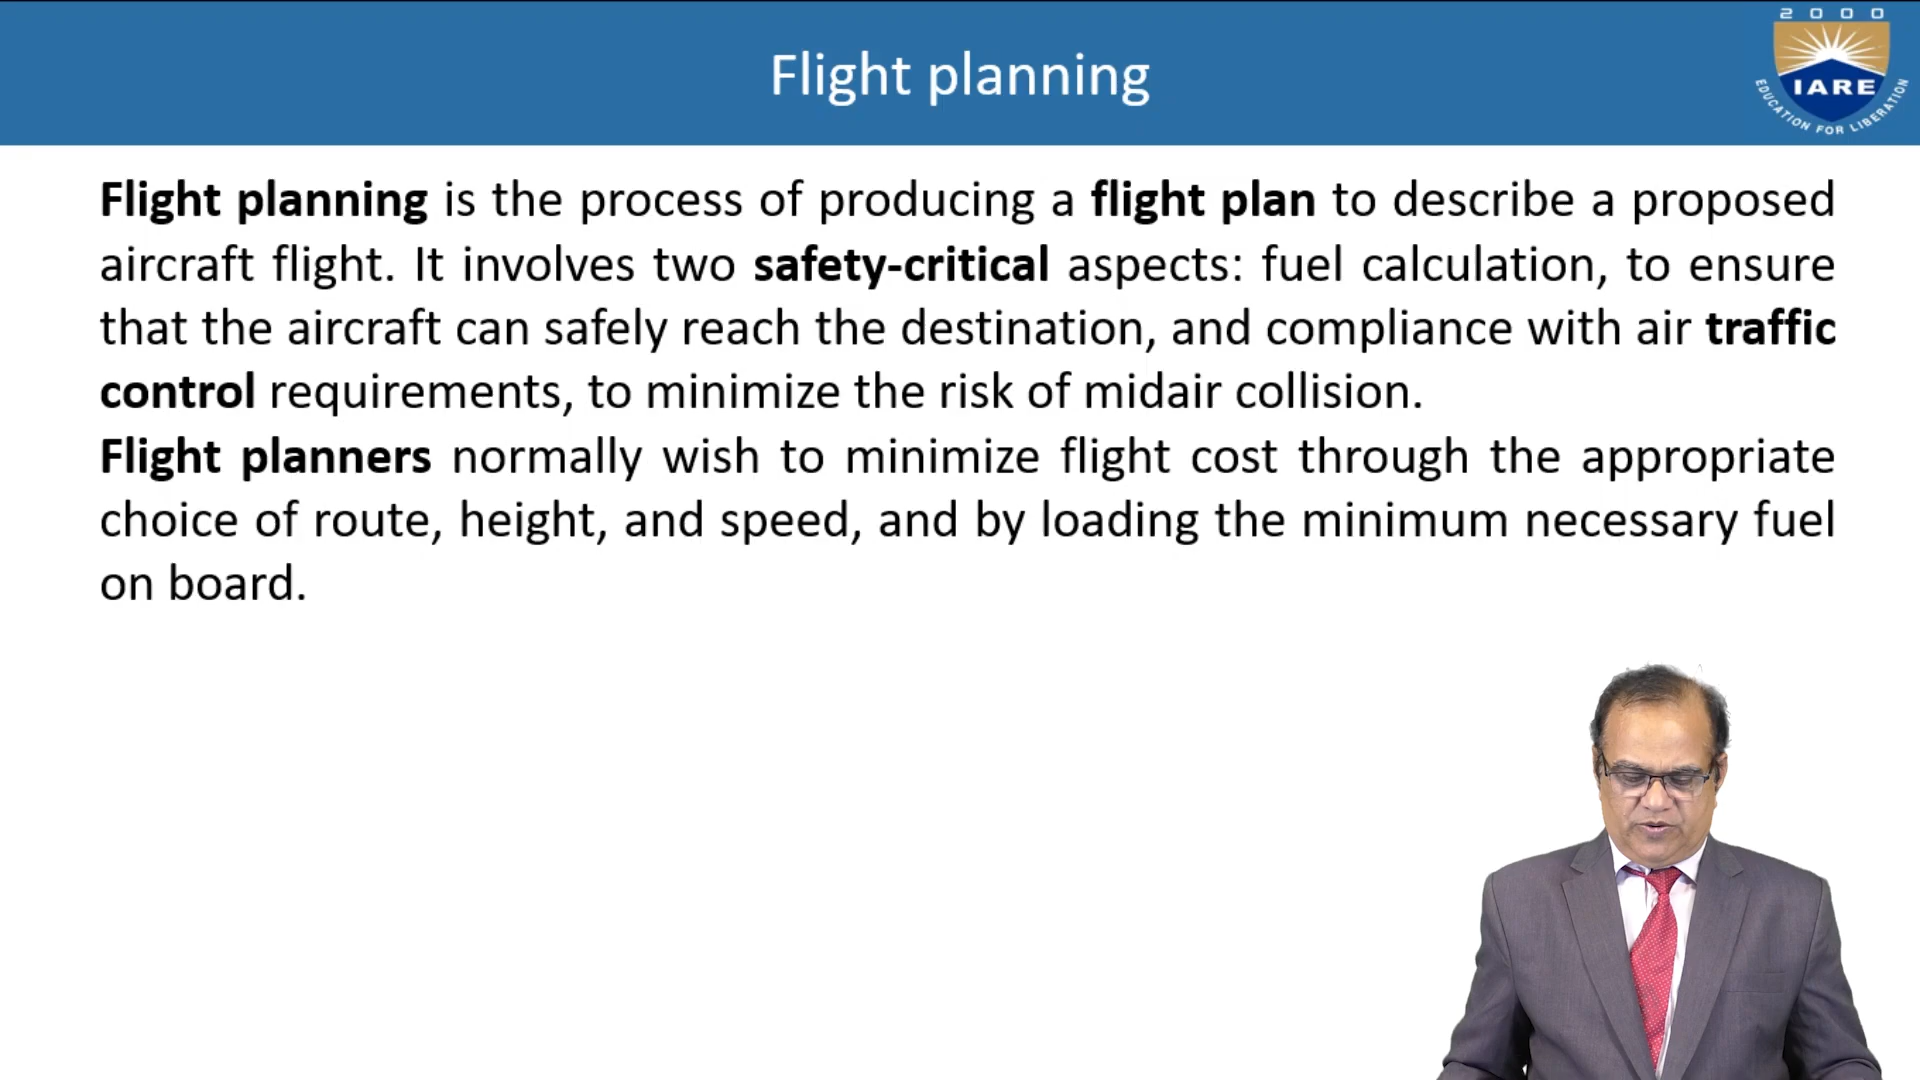 2000
Flight planning
IARE
EDUCATION FOR LIBERATION
Flight planning is the process of producing a flight plan to describe a proposed
aircraft flight. It involves two safety-critical aspects: fuel calculation, to ensure
that the aircraft can safely reach the destination, and compliance with air traffic
control requirements, to minimize the risk of midair collision.
Flight planners normally wish to minimize flight cost through the appropriate
choice of route, height, and speed, and by loading the minimum necessary fuel
on board.